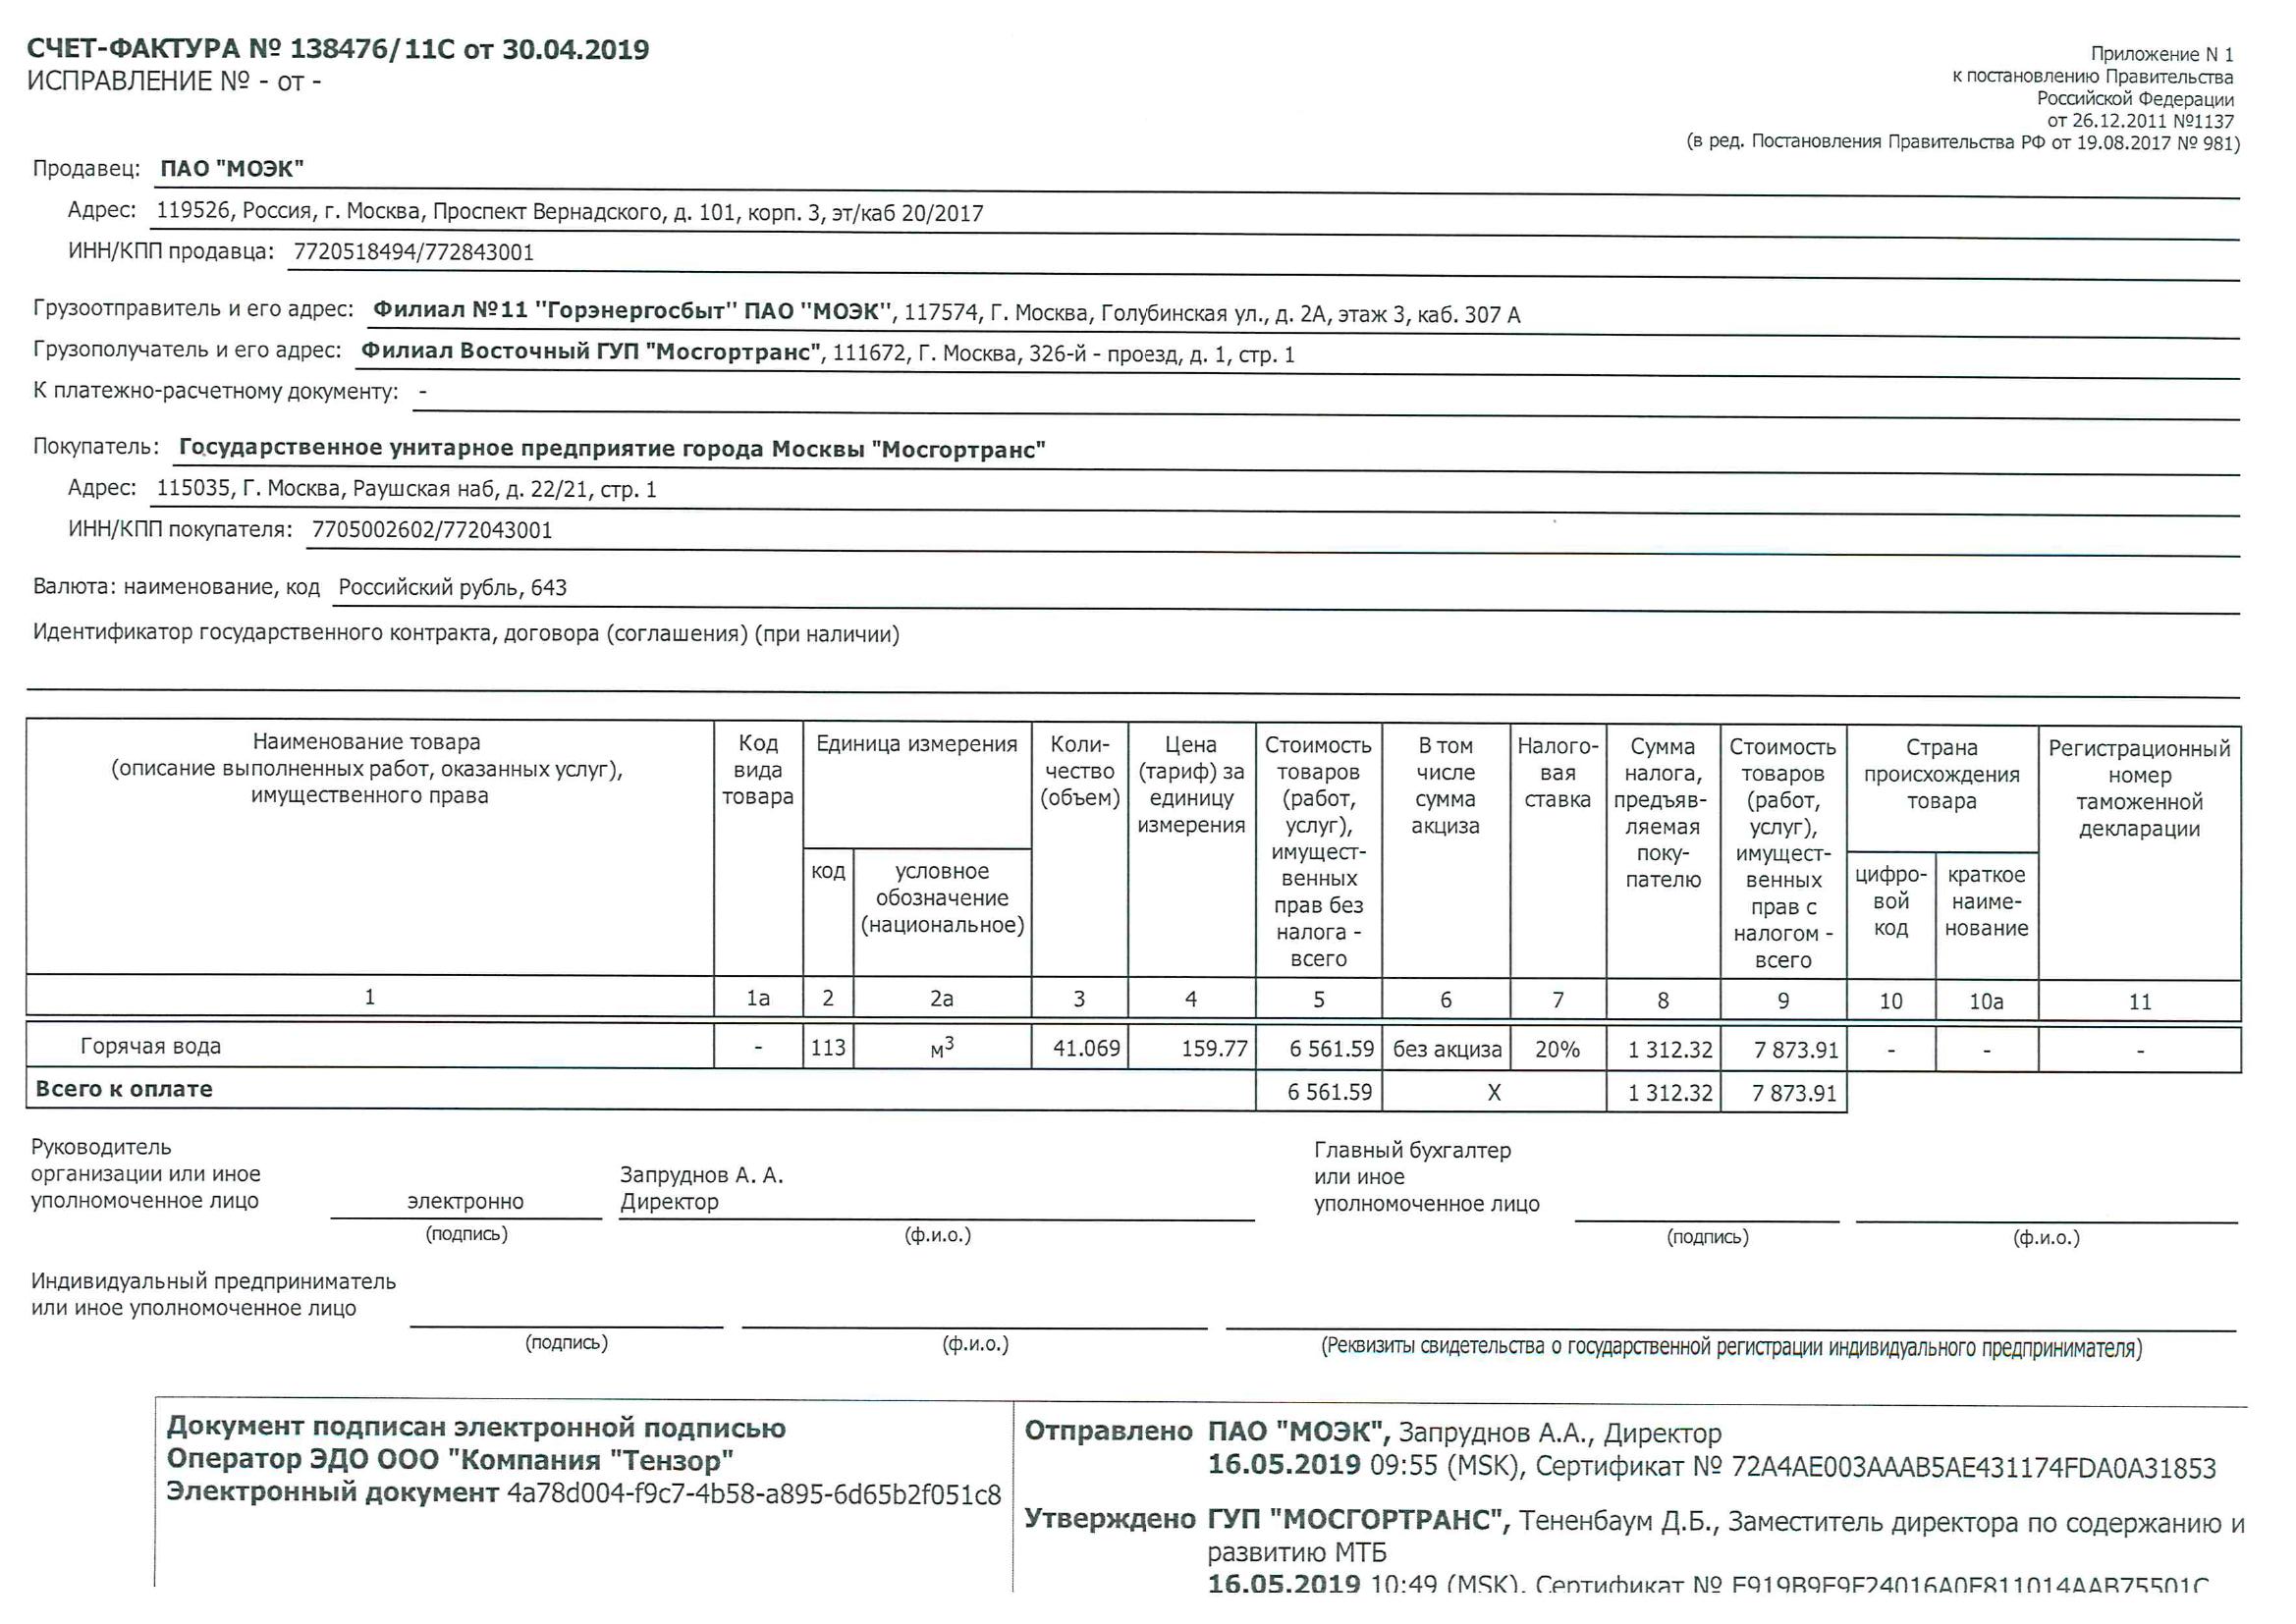 СЧЕТ-ФАКТУРА № 138476/11С от 30.04.2019
ИСПРАВЛЕНИЕ № - от -
Приложение N 1
к постановлению Правительства
Российской Федерации
от 26.12.2011 №1137
(в ред. Постановления Правительства РФ от 19.08.2017 № 981)
Продавец: ПАО "МОЭК"
Адрес: 119526, Россия, г. Москва, Проспект Вернадского, д. 101, корп. 3, эт/каб 20/2017
ИНН/КПП продавца: 7720518494/772843001
Грузоотправитель и его адрес: Филиал №11 "Горэнергосбыт" ПАО "МОЭК", 117574, Г. Москва, Голубинская ул., д. 2А, этаж 3, каб. 307 А
Грузополучатель и его адрес: Филиал Восточный ГУП "Мосгортранс", 111672, Г. Москва, 326-й - проезд, д. 1, стр. 1
К платежно-расчетному документу: -
Покупатель: Государственное унитарное предприятие города Москвы "Мосгортранс"
Адрес: 115035, Г. Москва, Раушская наб, д. 22/21, стр. 1
ИНН/КПП покупателя: 7705002602/772043001
Валюта: наименование, код Российский рубль, 643
Идентификатор государственного контракта, договора (соглашения) (при наличии)
Наименование товара
(описание выполненных работ, оказанных услуг),
имущественного права
Код
вида
товара
Единица измерения
код
условное
обозначение
(национальное)
Коли-
чество
(объем)
Цена
(тариф) за
единицу
измерения
Стоимость
товаров
(работ,
услуг),
имущест-
венных
прав без
налога -
всего
В том
числе
сумма
акциза
Налого-
вая
ставка
Сумма
налога,
предъяв-
ляемая
поку-
пателю
Стоимость
товаров
(работ,
услуг),
имущест-
венных
прав с
налогом -
всего
Страна
происхождения
товара
цифро-
вой
код
краткое
наиме-
нование
Регистрационный
номер
таможенной
декларации
1 1а 2 2а 3 4 5 6 7 8 9 10 10а 11
Горячая вода - 113 м³ 41.069 159.77 6 561.59 без акциза 20% 1 312.32 7 873.91 - - -
Всего к оплате 6 561.59 X 1 312.32 7 873.91
Руководитель
организации или иное
уполномоченное лицо
электронно
(подпись)
Запруднов А. А.
Директор
(ф.и.о.)
Главный бухгалтер
или иное
уполномоченное лицо
(подпись)
(ф.и.о.)
Индивидуальный предприниматель
или иное уполномоченное лицо
(подпись)
(ф.и.о.)
(Реквизиты свидетельства о государственной регистрации индивидуального предпринимателя)
Документ подписан электронной подписью
Оператор ЭДО ООО "Компания "Тензор"
Электронный документ 4a78d004-f9c7-4b58-a895-6d65b2f051c8
Отправлено ПАО "МОЭК", Запруднов А.А., Директор
16.05.2019 09:55 (MSK), Сертификат № 72A4AE003AAAB5AE431174FDA0A31853
Утверждено ГУП "МОСГОРТРАНС", Тененбаум Д.Б., Заместитель директора по содержанию и
развитию МТБ
16.05.2019 10:49 (MSK), Сертификат №